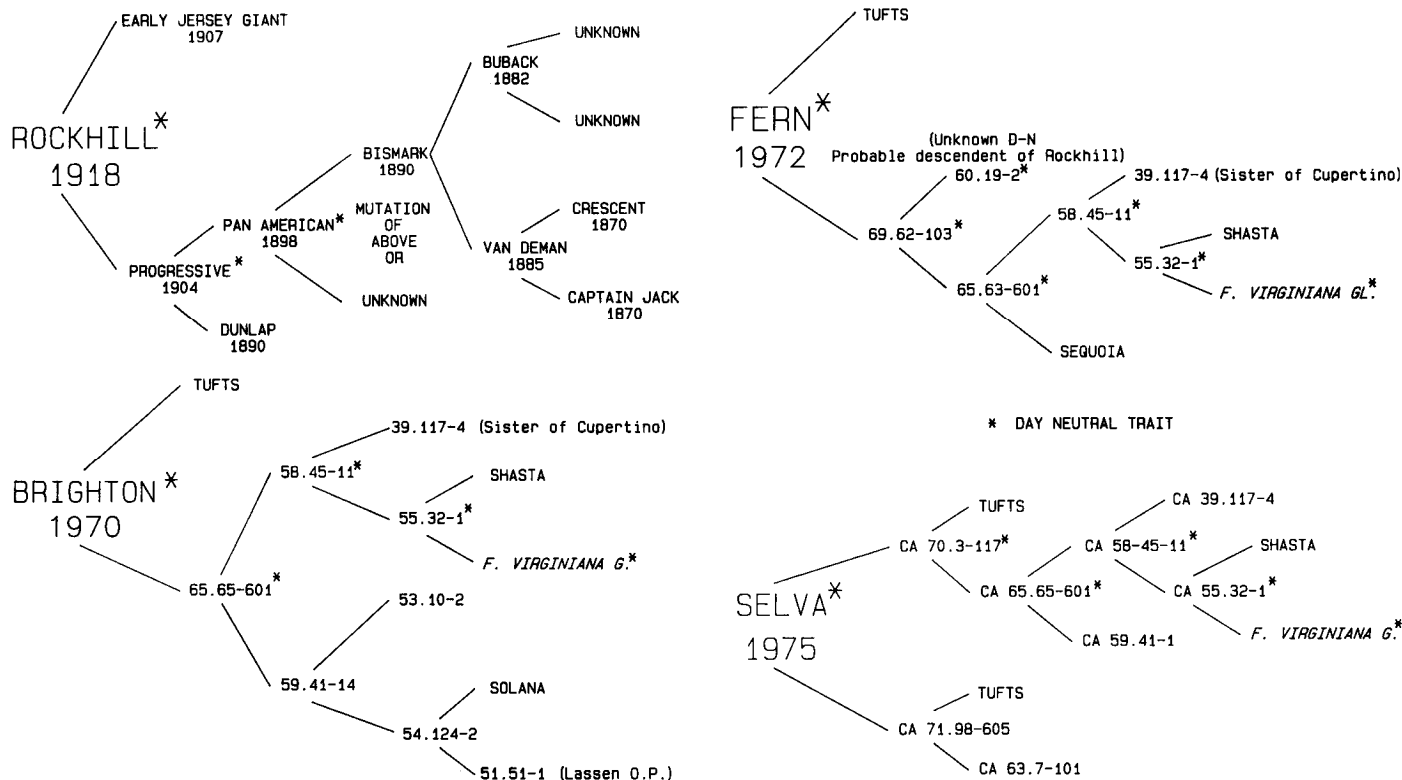 EARLY JERSEY GIANT
1907
ROCKHILL*
1918
PROGRESSIVE*
1904
PAN AMERICAN*
1898
DUNLAP
1890
BISMARK
1890
MUTATION
OF
ABOVE
OR
UNKNOWN
BUBACK
1882
UNKNOWN
UNKNOWN
VAN DEMAN
1885
CRESCENT
1870
CAPTAIN JACK
1870
TUFTS
FERN*
1972
(Unknown D-N
Probable descendent of Rockhill)
60.19-2*
69.62-103*
65.63-601*
58.45-11*
39.117-4 (Sister of Cupertino)
55.32-1*
SHASTA
F. VIRGINIANA GL.*
SEQUOIA
TUFTS
BRIGHTON*
1970
65.65-601*
58.45-11*
39.117-4 (Sister of Cupertino)
55.32-1*
SHASTA
F. VIRGINIANA G.*
59.41-14
53.10-2
54.124-2
SOLANA
51.51-1 (Lassen O.P.)
* DAY NEUTRAL TRAIT
SELVA*
1975
CA 70.3-117*
TUFTS
CA 65.65-601*
CA 58-45-11*
CA 39.117-4
CA 55.32-1*
SHASTA
F. VIRGINIANA G.*
CA 59.41-1
CA 71.98-605
TUFTS
CA 63.7-101